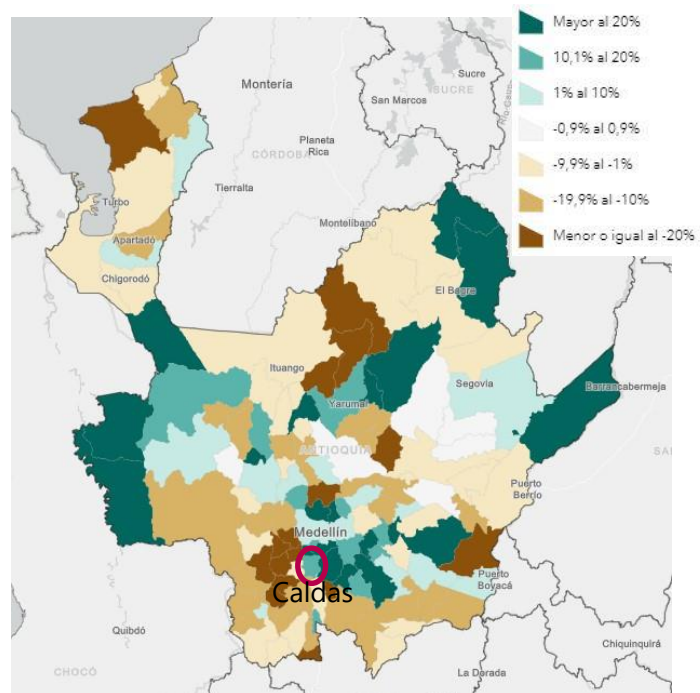 Mayor al 20%
10,1% al 20%
1% al 10%
-0,9% al 0,9%
-9,9% al -1%
-19,9% al -10%
Menor o igual al -20%
Montería
Sucre
SUCRE
San Marcos
Planeta
Rica
CÓRDOBA
Tierralta
Turbo
Montelíbano
Apartadó
Chigorodó
El Bagre
Ituango
Segovia
Barrancabermeja
Yarumal
ANTIOQUIA
Puerto
Berrío
Medellín
Caldas
Puerto
Boyacá
Quibdó
CHOCÓ
Chiquinquirá
La Dorada